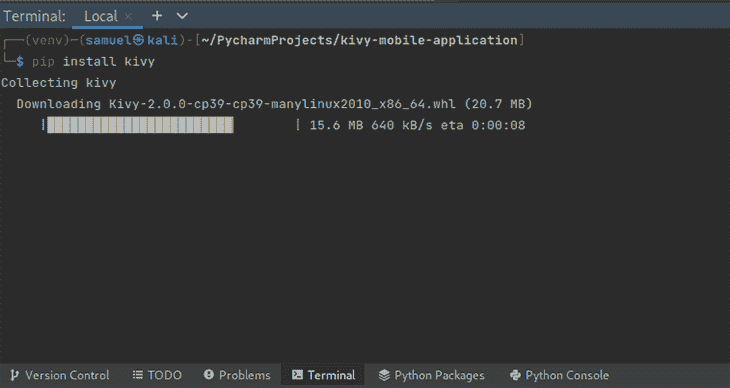 Terminal: Local × + ∨
┌──(venv)─(samuel㉿kali)-[~/PycharmProjects/kivy-mobile-application]
└─$ pip install kivy
Collecting kivy
Downloading Kivy-2.0.0-cp39-cp39-manylinux2010_x86_64.whl (20.7 MB)
|████████████████████████ | 15.6 MB 640 kB/s eta 0:00:08
Version Control TODO Problems Terminal Python Packages Python Console